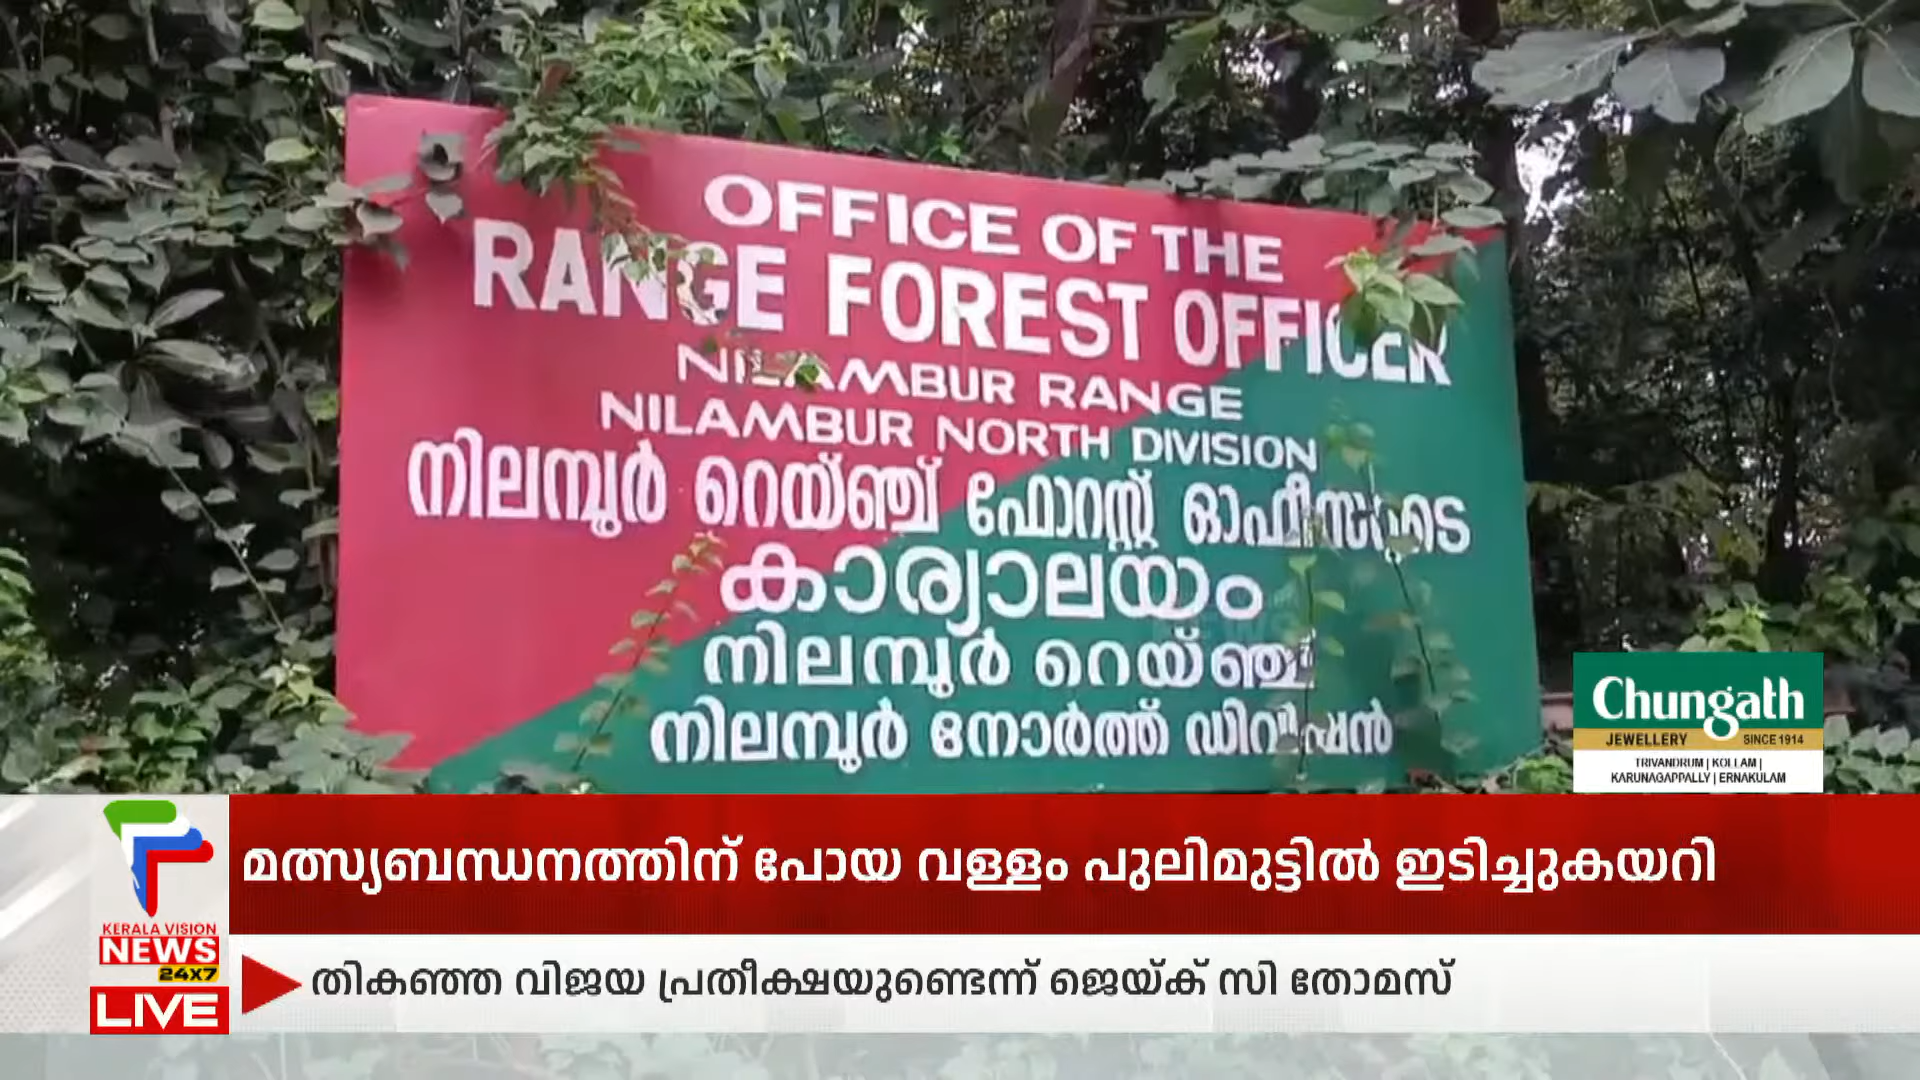 OFFICE OF THE
RANGE FOREST OFFICER
NILAMBUR RANGE
NILAMBUR NORTH DIVISION
നിലമ്പൂർ റെയ്ഞ്ച് ഫോറസ്റ്റ് ഓഫീസറുടെ
കാര്യാലയം
നിലമ്പൂർ റെയ്ഞ്ച്
നിലമ്പൂർ നോർത്ത് ഡിവിഷൻ
Chungath
JEWELLERY SINCE 1914
TRIVANDRUM | KOLLAM |
KARUNAGAPPALLY | ERNAKULAM
മത്സ്യബന്ധനത്തിന് പോയ വള്ളം പുലിമുട്ടിൽ ഇടിച്ചുകയറി
KERALA VISION
NEWS
24x7
LIVE
തികഞ്ഞ വിജയ പ്രതീക്ഷയുണ്ടെന്ന് ജെയ്ക് സി തോമസ്